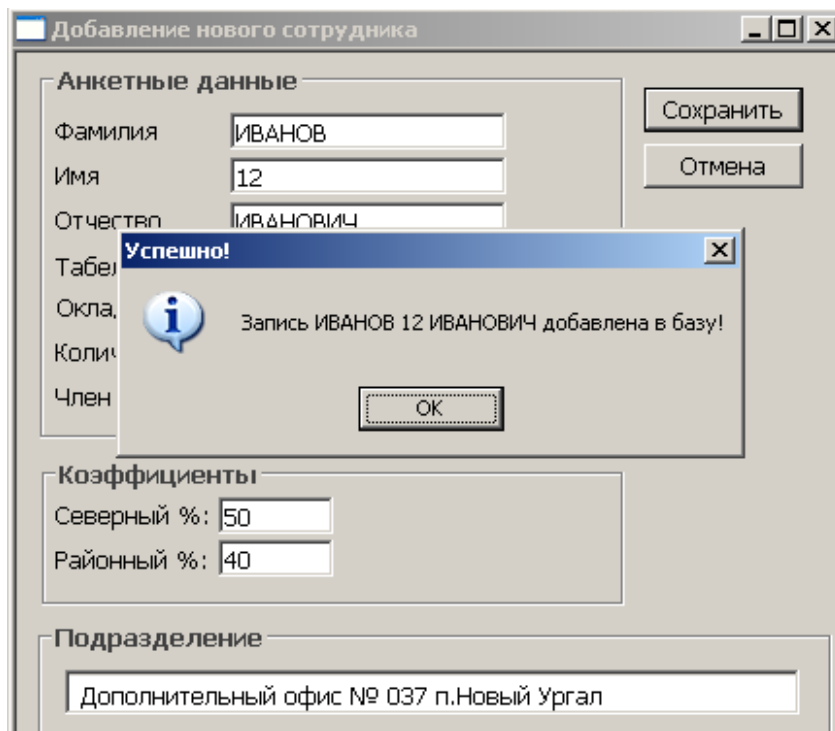 Добавление нового сотрудника
Анкетные данные
Сохранить
Фамилия ИВАНОВ
Отмена
Имя 12
Отчество ИВАНОВИЧ
Успешно!
Запись ИВАНОВ 12 ИВАНОВИЧ добавлена в базу!
Член
OK
Коэффициенты
Северный %: 50
Районный %: 40
Подразделение
Дополнительный офис № 037 п.Новый Ургал